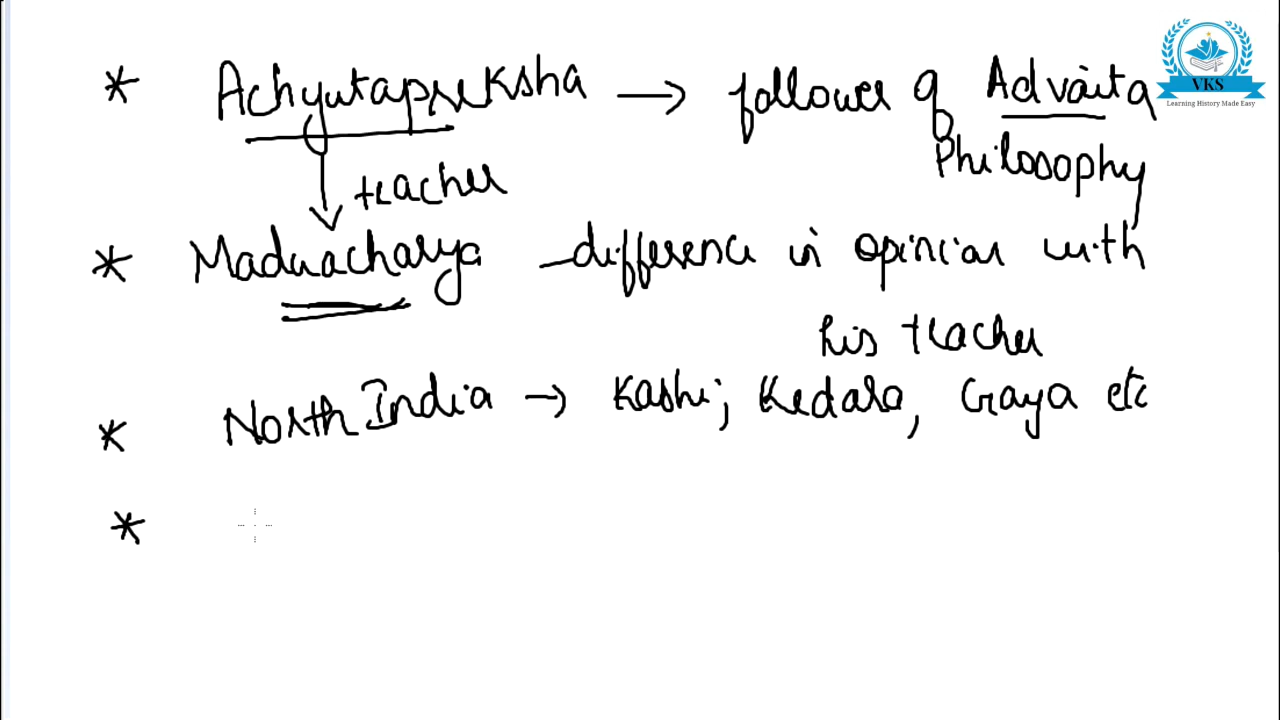 VKS
Learning History Made Easy
* Achyutapreksha → follower of Advaita
Philosophy
teacher
* Madwacharya - difference in opinion with
his teacher
* North India → Kashi, Kedara, Gaya etc
*